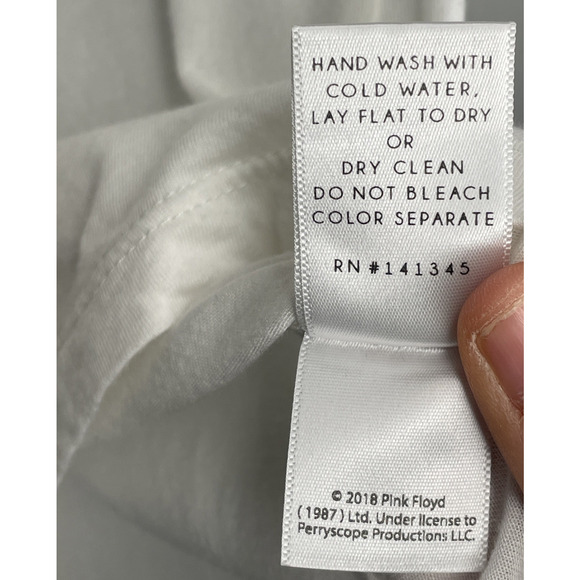 HAND WASH WITH
COLD WATER,
LAY FLAT TO DRY
OR
DRY CLEAN
DO NOT BLEACH
COLOR SEPARATE
RN #141345
© 2018 Pink Floyd
(1987) Ltd. Under license to
Perryscope Productions LLC.